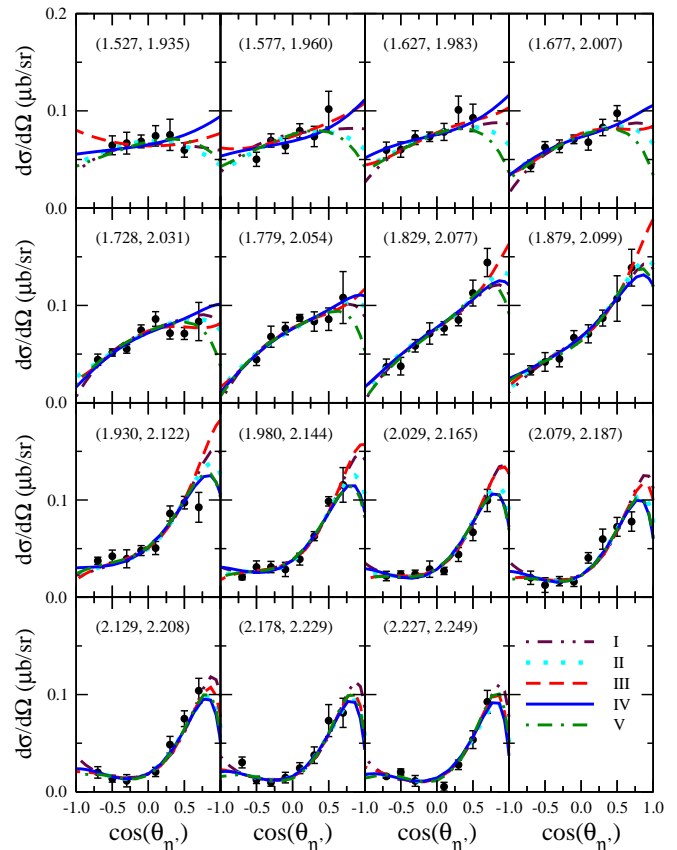 0.2
dσ/dΩ (μb/sr)
(1.527, 1.935)
(1.577, 1.960)
(1.627, 1.983)
(1.677, 2.007)
0.1
0.0
dσ/dΩ (μb/sr)
(1.728, 2.031)
(1.779, 2.054)
(1.829, 2.077)
(1.879, 2.099)
0.1
0.0
dσ/dΩ (μb/sr)
(1.930, 2.122)
(1.980, 2.144)
(2.029, 2.165)
(2.079, 2.187)
0.1
0.0
dσ/dΩ (μb/sr)
(2.129, 2.208)
(2.178, 2.229)
(2.227, 2.249)
I
II
III
IV
V
0.1
0.0
-1.0 -0.5 0.0 0.5 -1.0 -0.5 0.0 0.5 -1.0 -0.5 0.0 0.5 -1.0 -0.5 0.0 0.5 1.0
cos(θη') cos(θη') cos(θη') cos(θη')